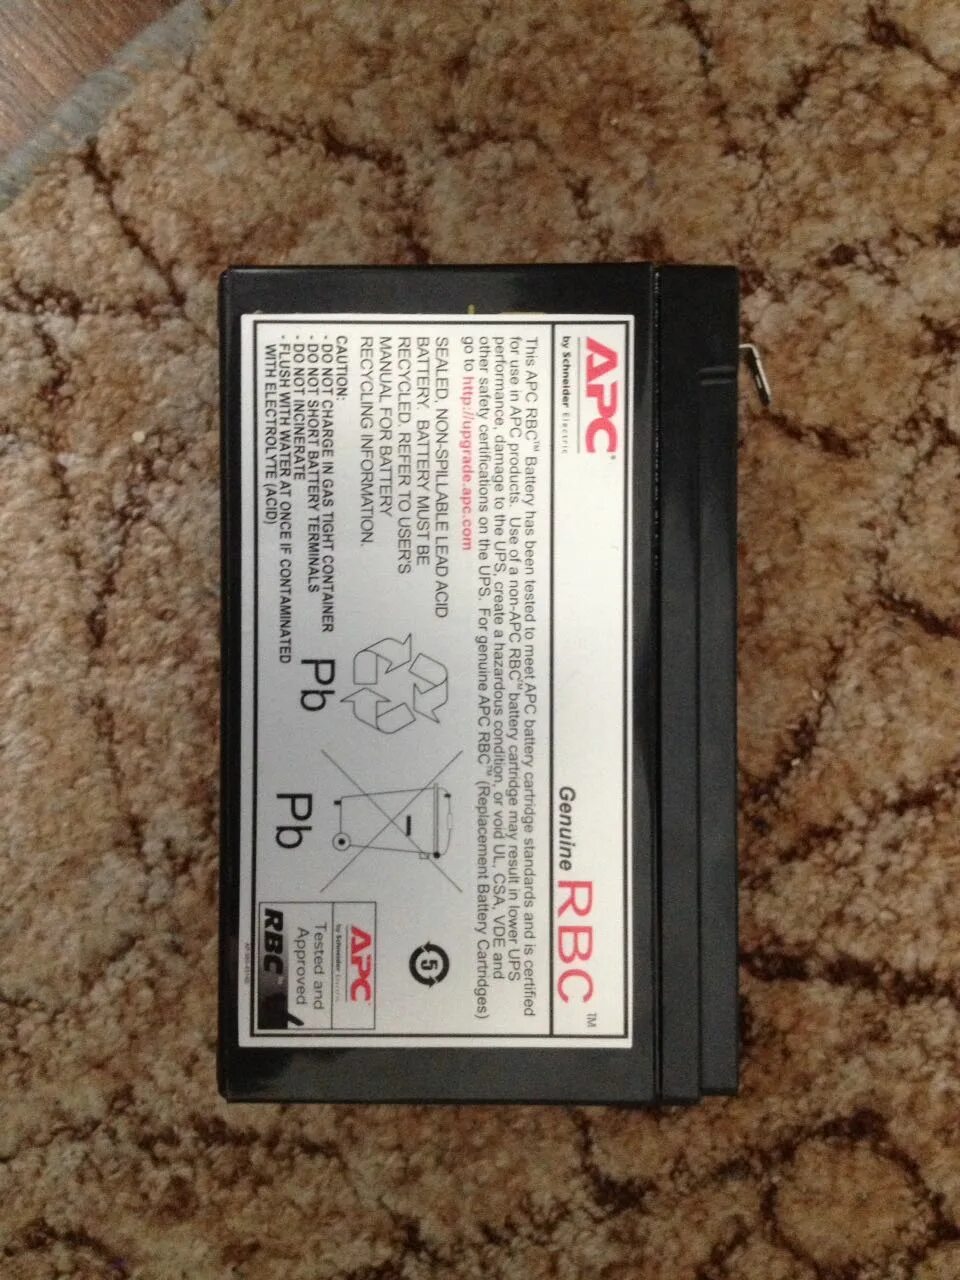 APC®
by Schneider Electric
Genuine RBC™
This APC RBC™ Battery has been tested to meet APC battery cartridge standards and is certified
for use in APC products. Use of a non-APC RBC™ battery cartridge may result in lower UPS
performance, damage to the UPS, create a hazardous condition, or void UL, CSA, VDE and
other safety certifications on the UPS. For genuine APC RBC™ (Replacement Battery Cartridges)
go to http://upgrade.apc.com
SEALED, NON-SPILLABLE LEAD ACID
BATTERY. BATTERY MUST BE
RECYCLED. REFER TO USER'S
MANUAL FOR BATTERY
RECYCLING INFORMATION.
CAUTION:
- DO NOT CHARGE IN GAS TIGHT CONTAINER
- DO NOT SHORT BATTERY TERMINALS
- DO NOT INCINERATE
- FLUSH WITH WATER AT ONCE IF CONTAMINATED
WITH ELECTROLYTE (ACID)
Pb
Pb
5
APC
by Schneider Electric
Tested and
Approved
RBC™